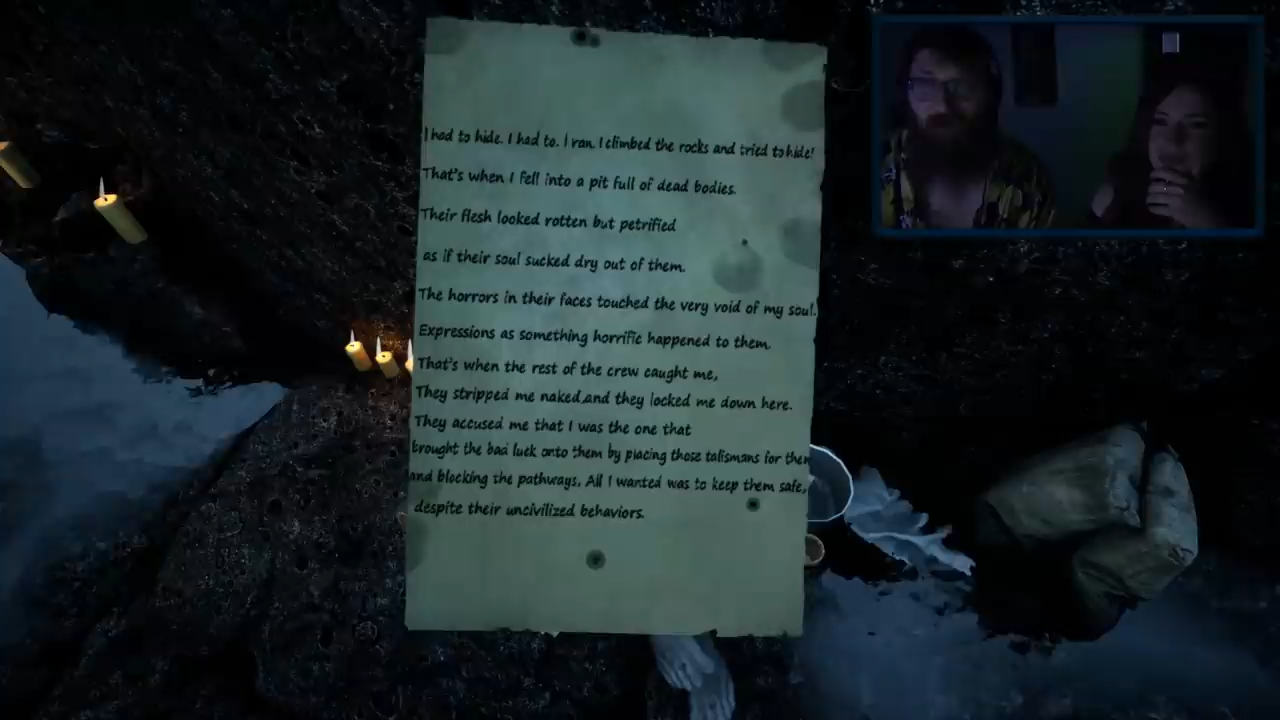 I had to hide. I had to. I ran. I climbed the rocks and tried to hide!
That's when I fell into a pit full of dead bodies.
Their flesh looked rotten but petrified
as if their soul sucked dry out of them.
The horrors in their faces touched the very void of my soul.
Expressions as something horrific happened to them.
That's when the rest of the crew caught me,
They stripped me naked,and they locked me down here.
They accused me that I was the one that
brought the bad luck onto them by placing those talismans for them
and blocking the pathways, All I wanted was to keep them safe,
despite their uncivilized behaviors.